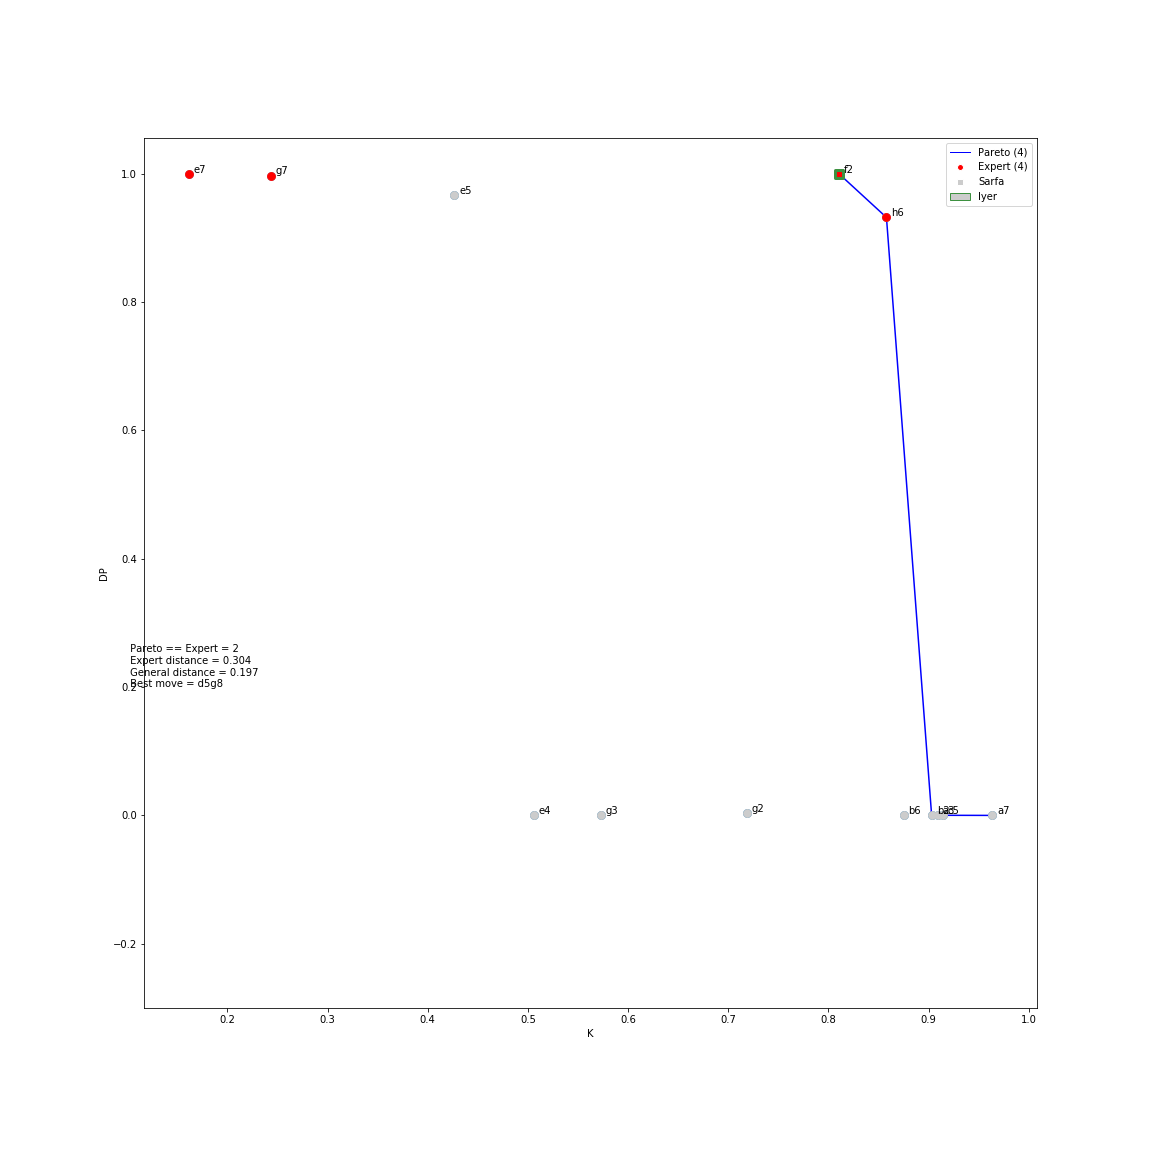 Pareto (4)
Expert (4)
Sarfa
Iyer
e7
g7
e5
f2
h6
Pareto == Expert = 2
Expert distance = 0.304
General distance = 0.197
Best move = d5g8
e4
g3
g2
b6
a7
1.0
0.8
0.6
0.4
0.2
0.0
−0.2
DP
0.2
0.3
0.4
0.5
0.6
0.7
0.8
0.9
1.0
K